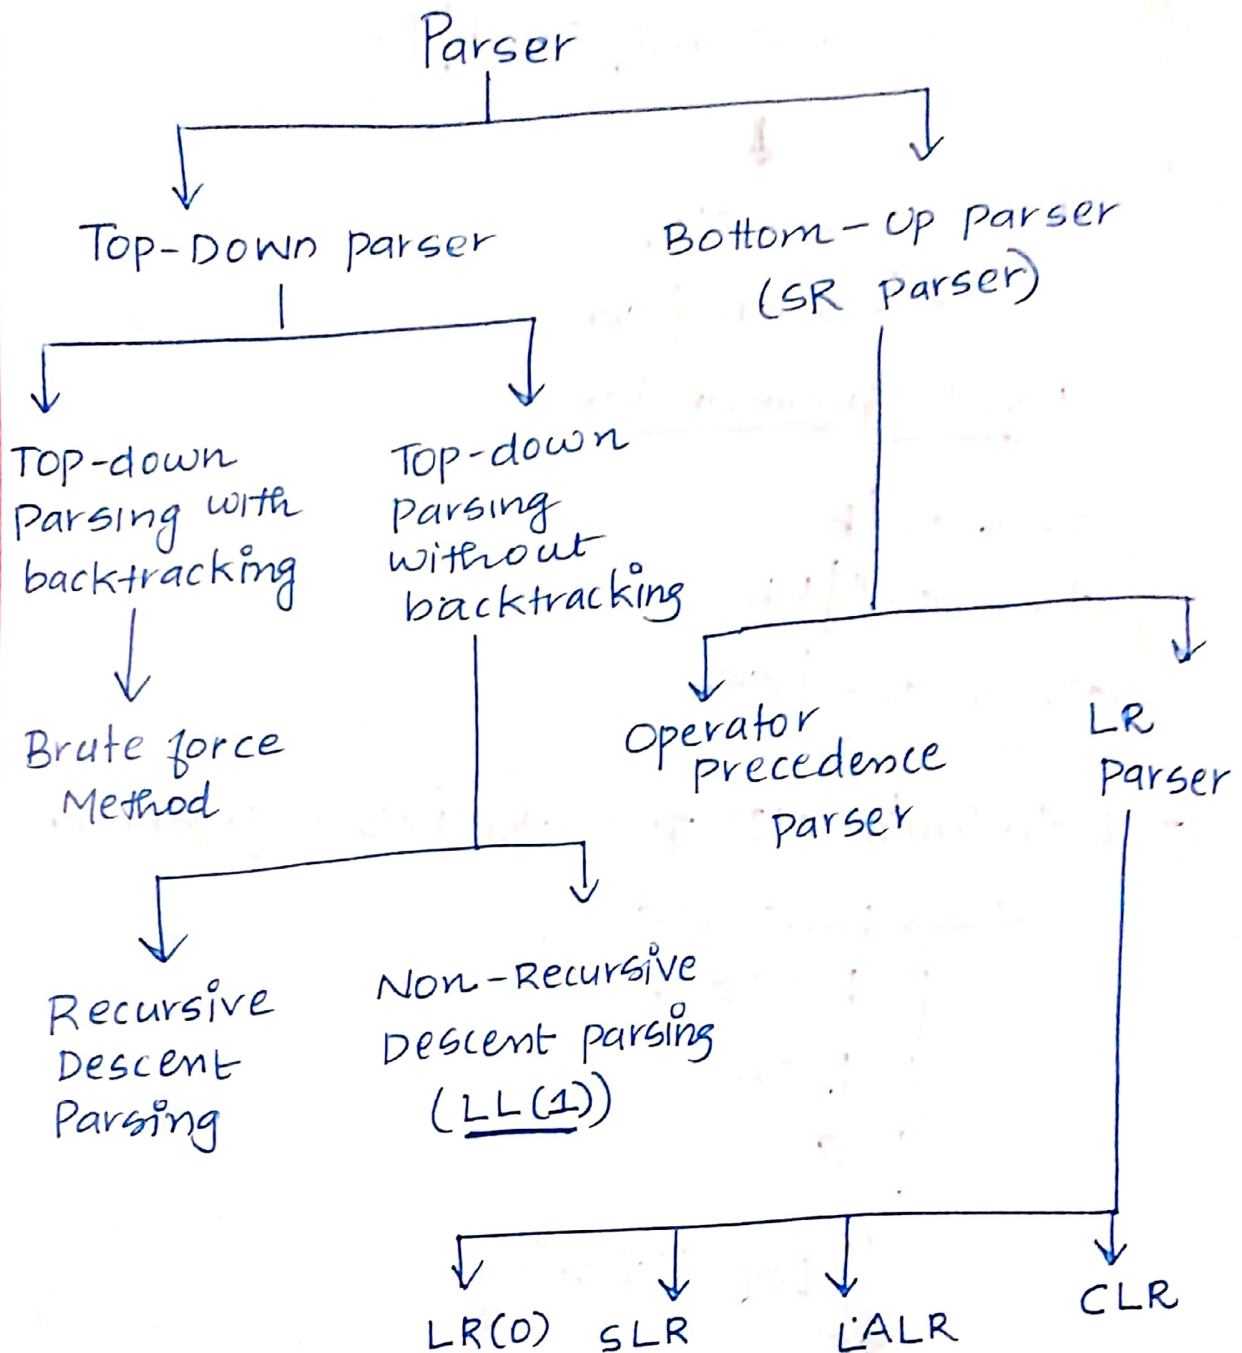 Parser
Top-Down parser
Bottom-Up parser
(SR parser)
Top-down
Parsing with
backtracking
Top-down
Parsing
without
backtracking
Brute force
Method
Operator
precedence
parser
LR
parser
Recursive
Descent
Parsing
Non-Recursive
Descent parsing
(LL(1))
LR(0)
SLR
LALR
CLR